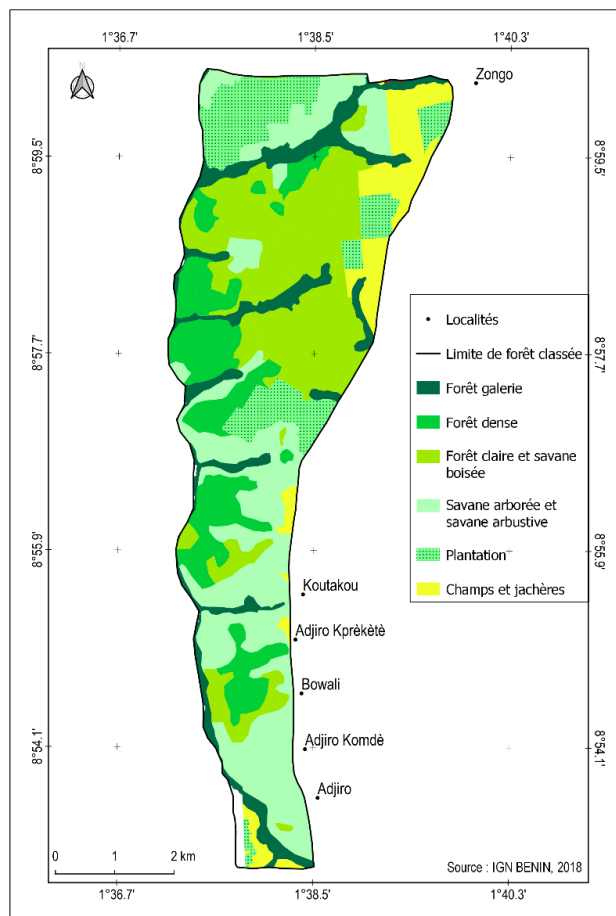 1°36.7' 1°38.5' 1°40.3'
Zongo
8°59.5' 8°59.5'
Localités
Limite de forêt classée
8°57.7' 8°57.7'
Forêt galerie
Forêt dense
Forêt claire et savane
boisée
Savane arborée et
savane arbustive
Plantation
8°55.9' 8°55.9'
Champs et jachères
Koutakou
Adjiro Kprèkètè
Bowali
8°54.1' 8°54.1'
Adjiro Komdè
Adjiro
0 1 2 km
Source : IGN BENIN, 2018
1°36.7' 1°38.5' 1°40.3'